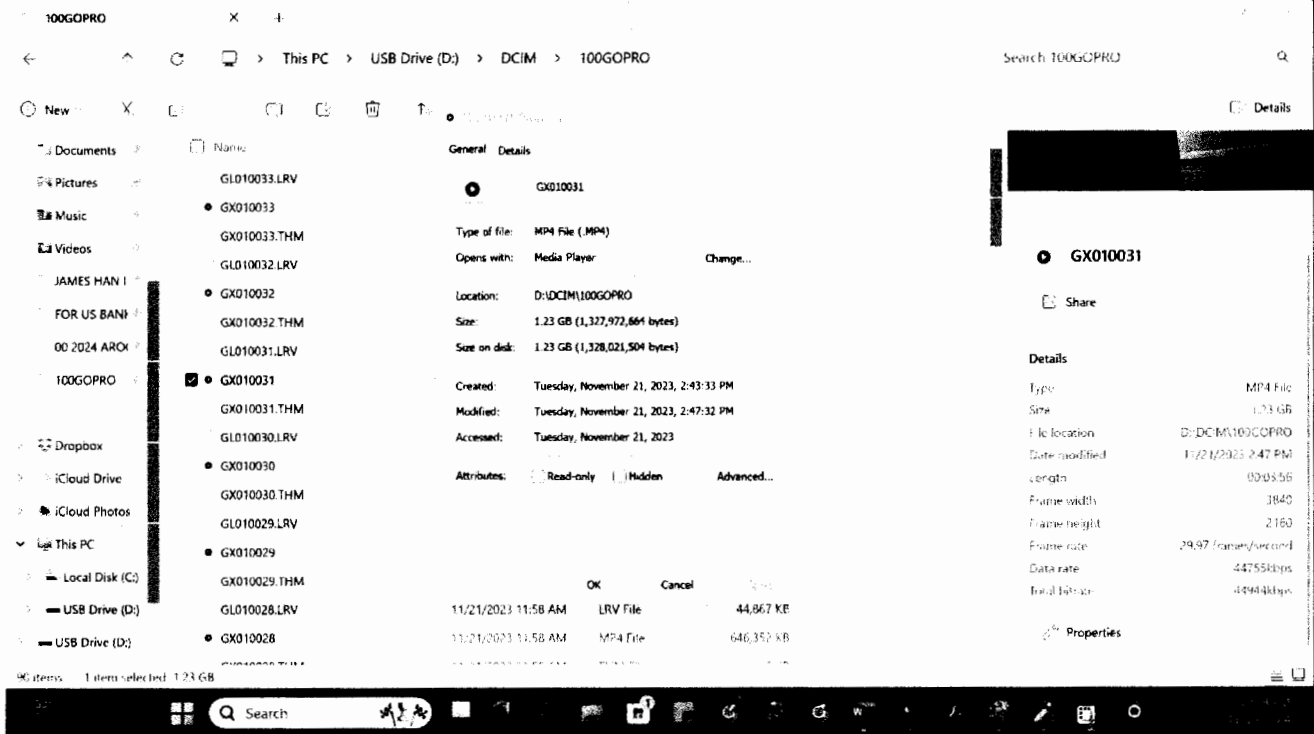 100GOPRO
This PC > USB Drive (D:) > DCIM > 100GOPRO
Search 100GOPRO
New
Details
Documents
Pictures
Music
Videos
JAMES HAN
FOR US BAN
00 2024
100GOPRO
Dropbox
iCloud Drive
iCloud Photos
This PC
Local Disk (C:)
USB Drive (D:)
USB Drive (D:)
Name
GL010033.LRV
GX010033
GX010033.THM
GL010032.LRV
GX010032
GX010032.THM
GL010031.LRV
GX010031
GX010031.THM
GL010030.LRV
GX010030
GX010030.THM
GL010029.LRV
GX010029
GX010029.THM
GL010028.LRV 11/21/2023 11:58 AM LRV File 44,867 KB
GX010028 11/21/2023 11:58 AM MP4 File 646,352 KB
General Details
GX010031
Type of file: MP4 File (.MP4)
Opens with: Media Player Change...
Location: D:\DCIM\100GOPRO
Size: 1.23 GB (1,327,972,664 bytes)
Size on disk: 1.23 GB (1,328,021,504 bytes)
Created: Tuesday, November 21, 2023, 2:43:33 PM
Modified: Tuesday, November 21, 2023, 2:47:32 PM
Accessed: Tuesday, November 21, 2023
Attributes: Read-only Hidden Advanced...
OK Cancel
GX010031
Share
Details
Type MP4 File
Size 1.23 GB
File location D:\DCIM\100GOPRO
Date modified 11/21/2023 2:47 PM
Length 00:03:56
Frame width 3840
Frame height 2160
Frame rate 29.97 frames/second
Data rate 44755kbps
Total bitrate 44944kbps
Properties
96 items 1 item selected 1.23 GB
Search